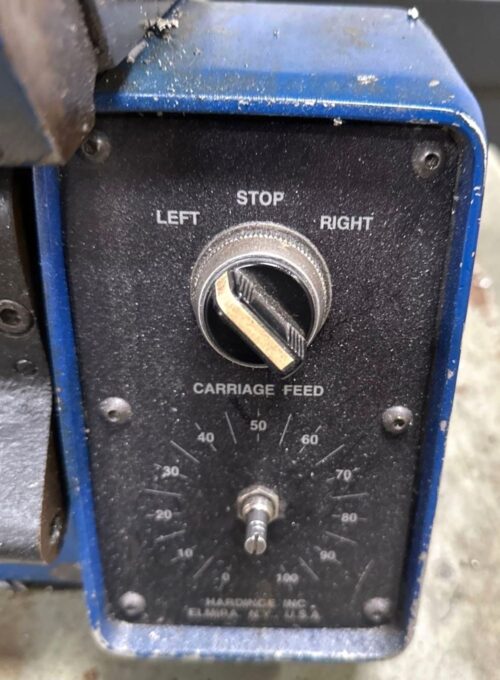 STOP
LEFT RIGHT
CARRIAGE FEED
50
40 60
30 70
20 80
10 90
0 100
HARDINGE INC
ELMIRA N.Y. U.S.A